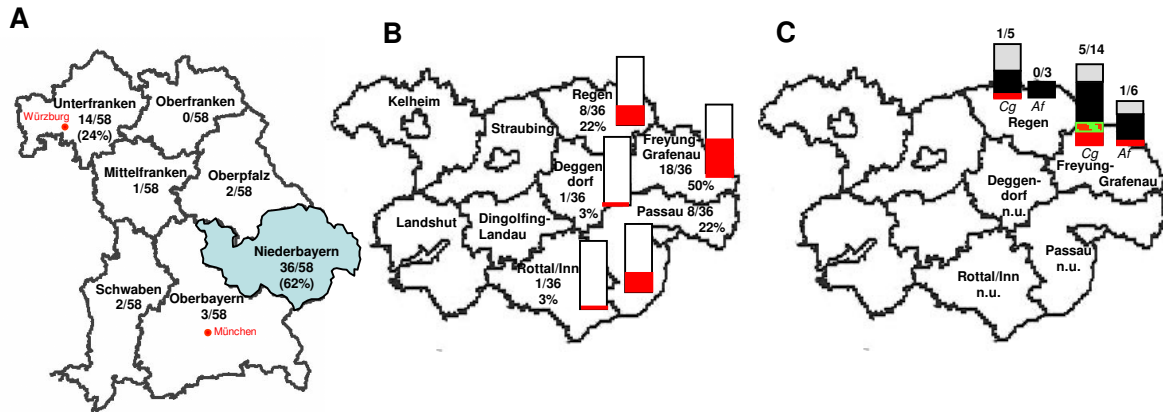 A
Unterfranken
14/58
(24%)
Würzburg
Oberfranken
0/58
Mittelfranken
1/58
Oberpfalz
2/58
Niederbayern
36/58
(62%)
Schwaben
2/58
Oberbayern
3/58
München
B
Kelheim
Straubing
Regen
8/36
22%
Freyung-
Grafenau
18/36
50%
Deggen
dorf
1/36
3%
Landshut
Dingolfing-
Landau
Passau 8/36
22%
Rottal/Inn
1/36
3%
C
1/5
0/3
Cg
Af
Regen
5/14
1/6
Cg
Af
Freyung-
Grafenau
Deggen-
dorf
n.u.
Passau
n.u.
Rottal/Inn
n.u.